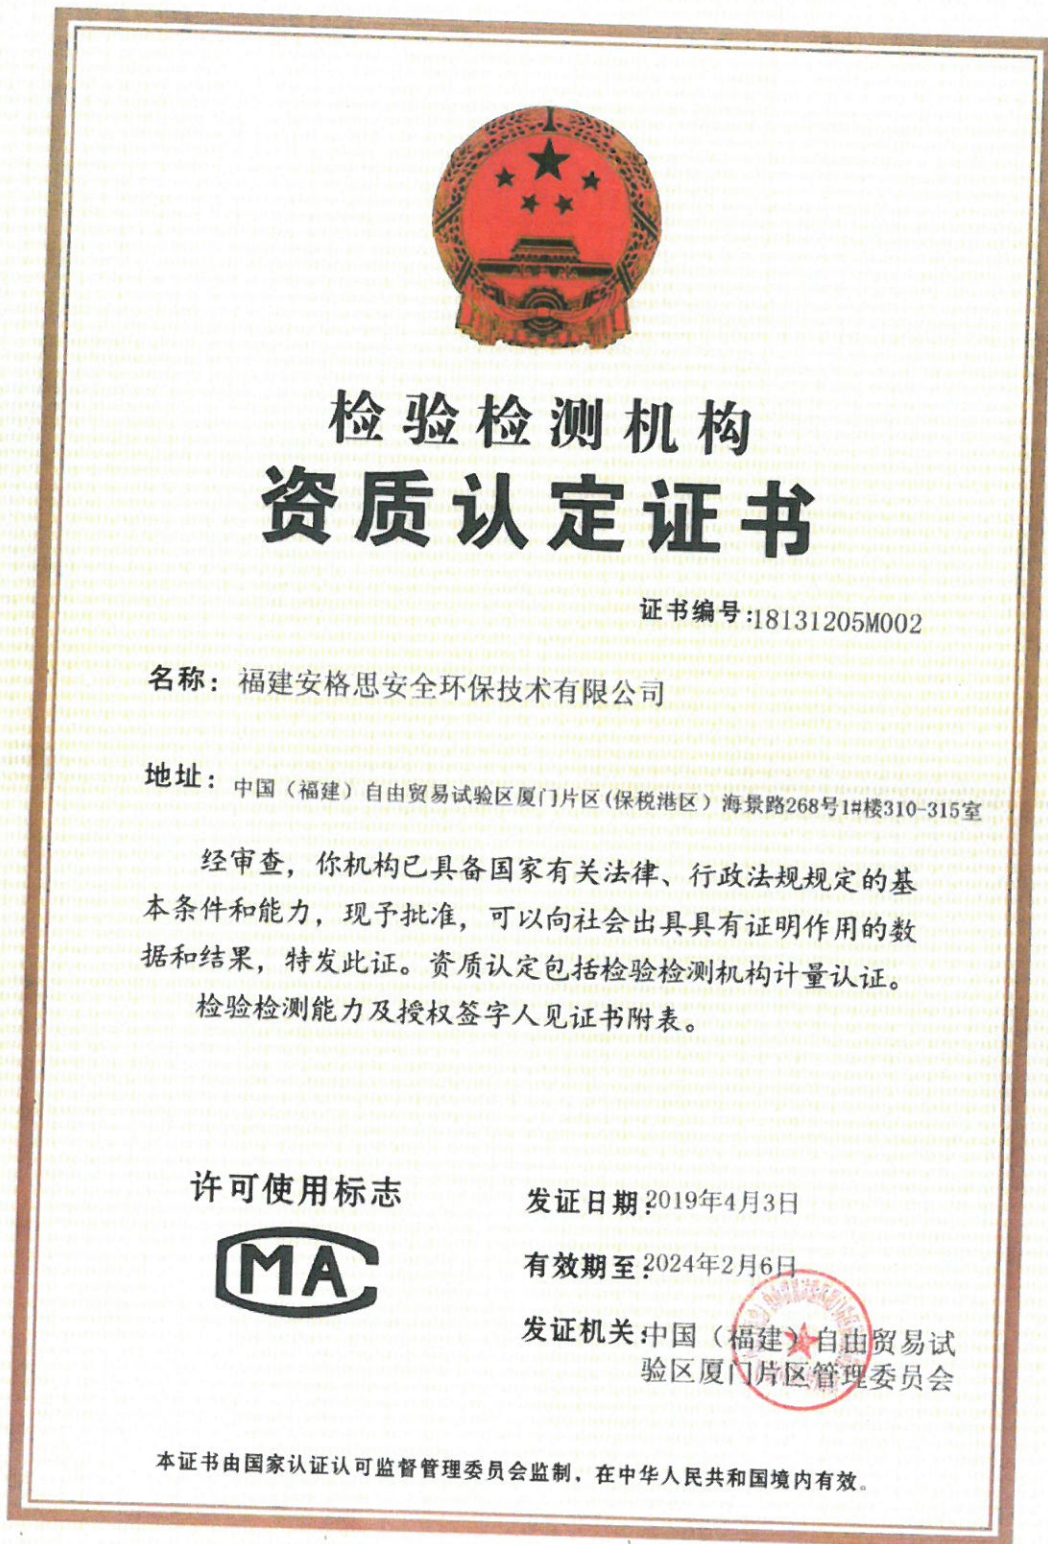 检验检测机构
资质认定证书
证书编号:18131205M002
名称：福建安格思安全环保技术有限公司
地址：中国（福建）自由贸易试验区厦门片区(保税港区）海景路268号1#楼310-315室
经审查，你机构已具备国家有关法律、行政法规规定的基
本条件和能力，现予批准，可以向社会出具具有证明作用的数
据和结果，特发此证。资质认定包括检验检测机构计量认证。
检验检测能力及授权签字人见证书附表。
许可使用标志
MA
发证日期:2019年4月3日
有效期至:2024年2月6日
发证机关:中国（福建）自由贸易试
验区厦门片区管理委员会
本证书由国家认证认可监督管理委员会监制，在中华人民共和国境内有效。